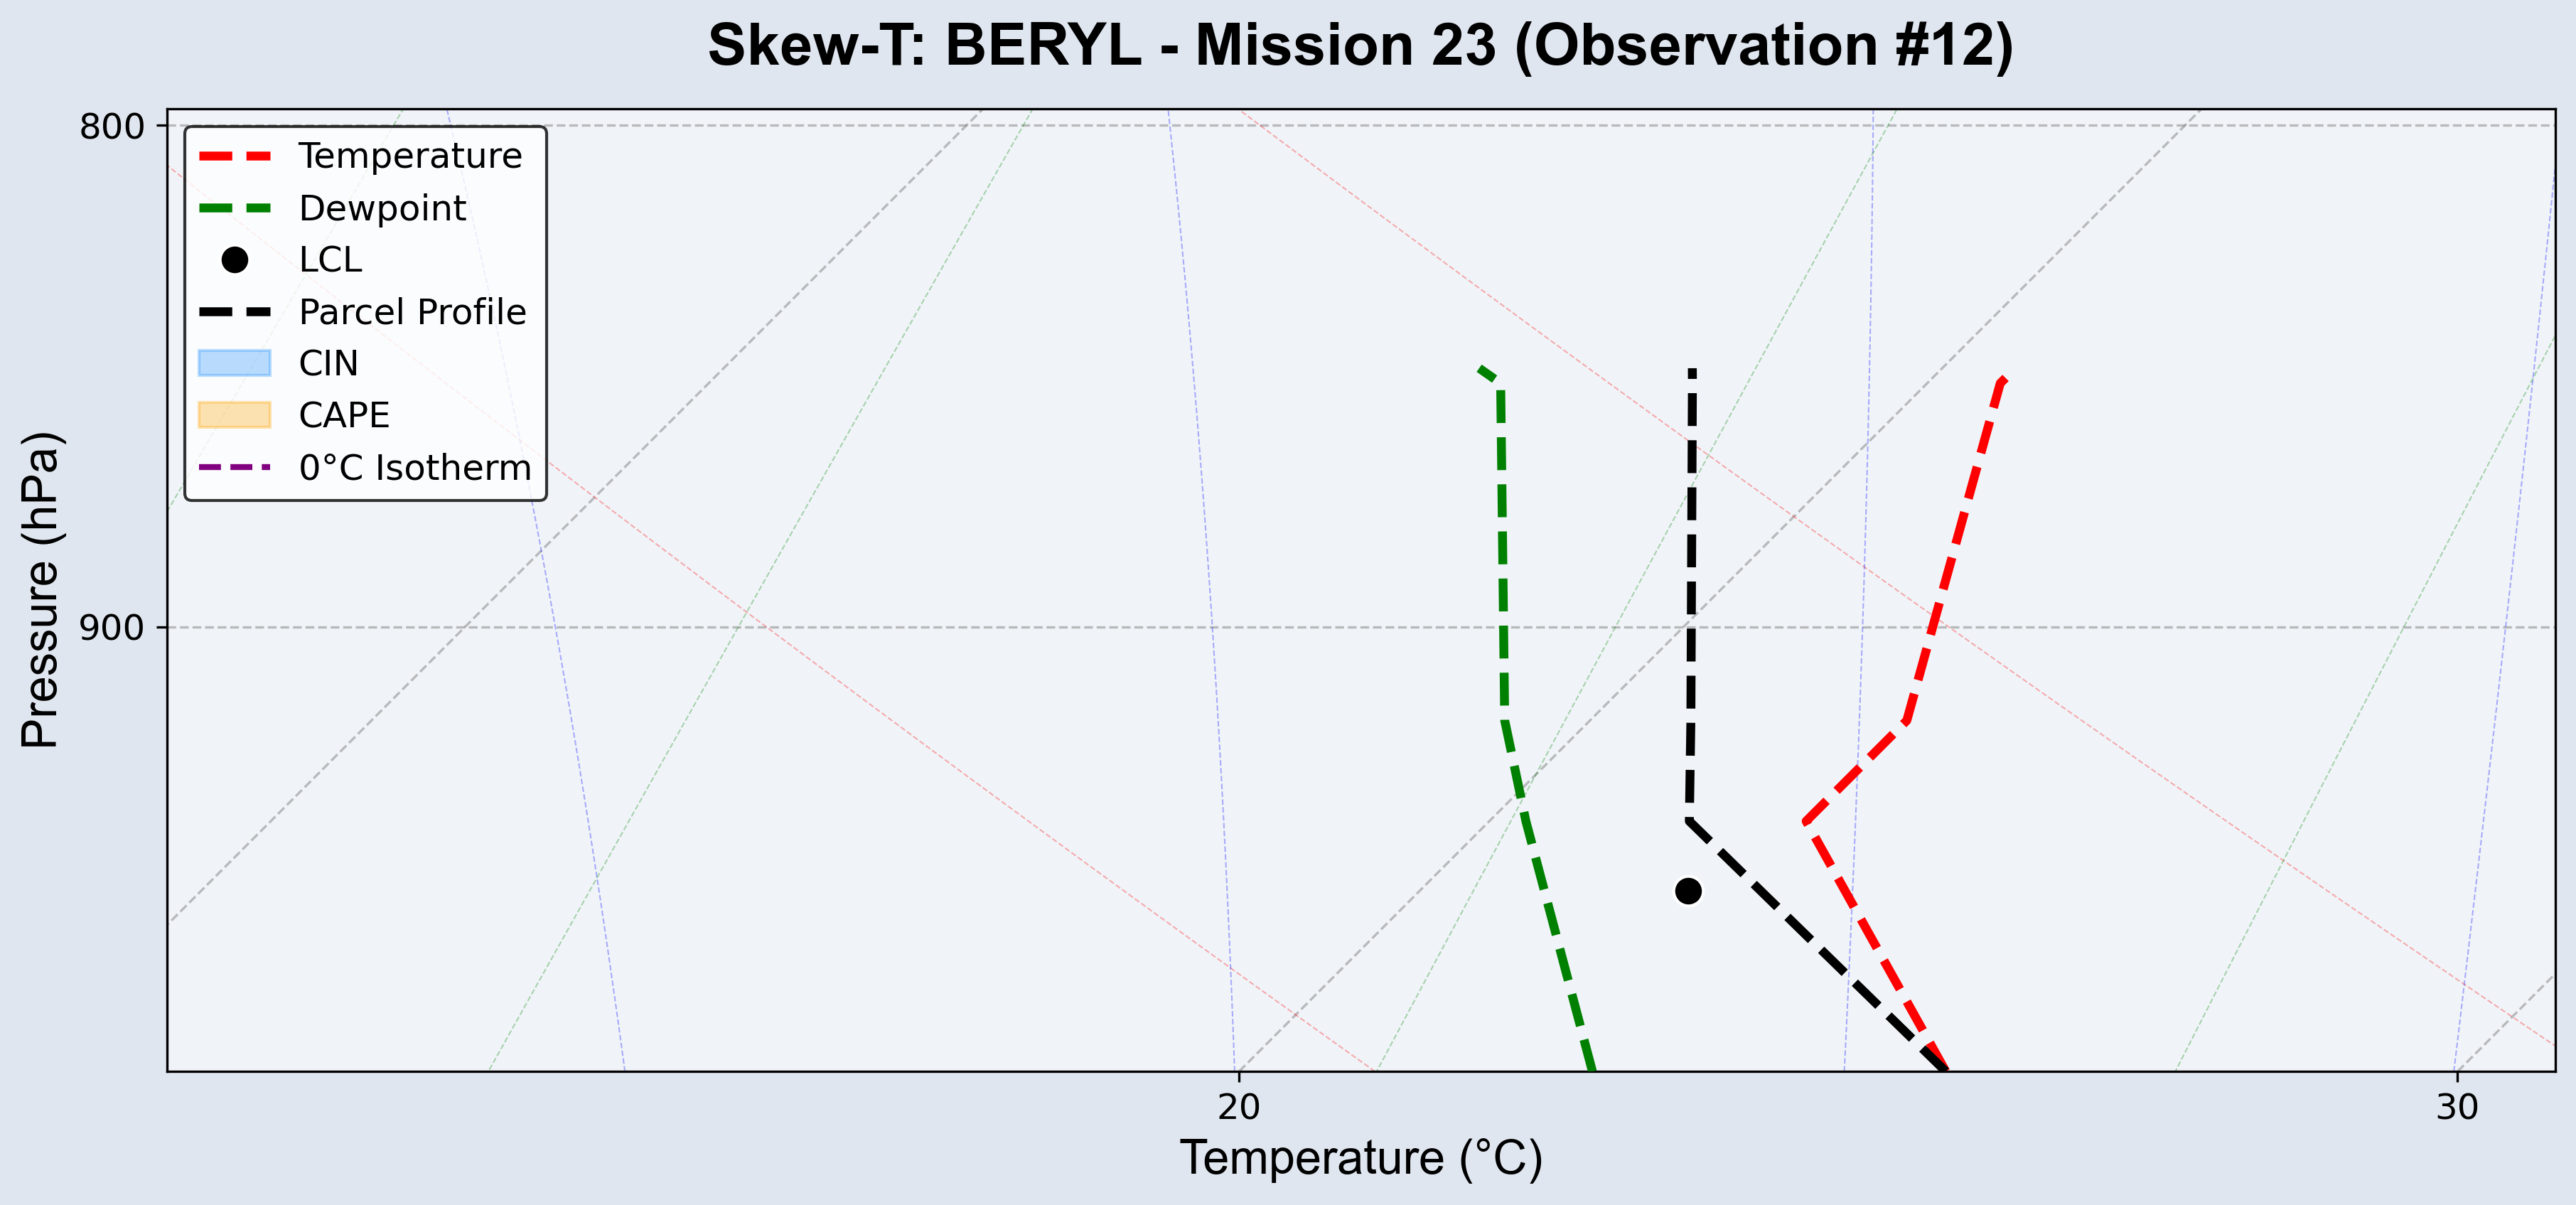 Skew-T: BERYL - Mission 23 (Observation #12)
800
900
Pressure (hPa)
Temperature
Dewpoint
LCL
Parcel Profile
CIN
CAPE
0°C Isotherm
20
30
Temperature (°C)